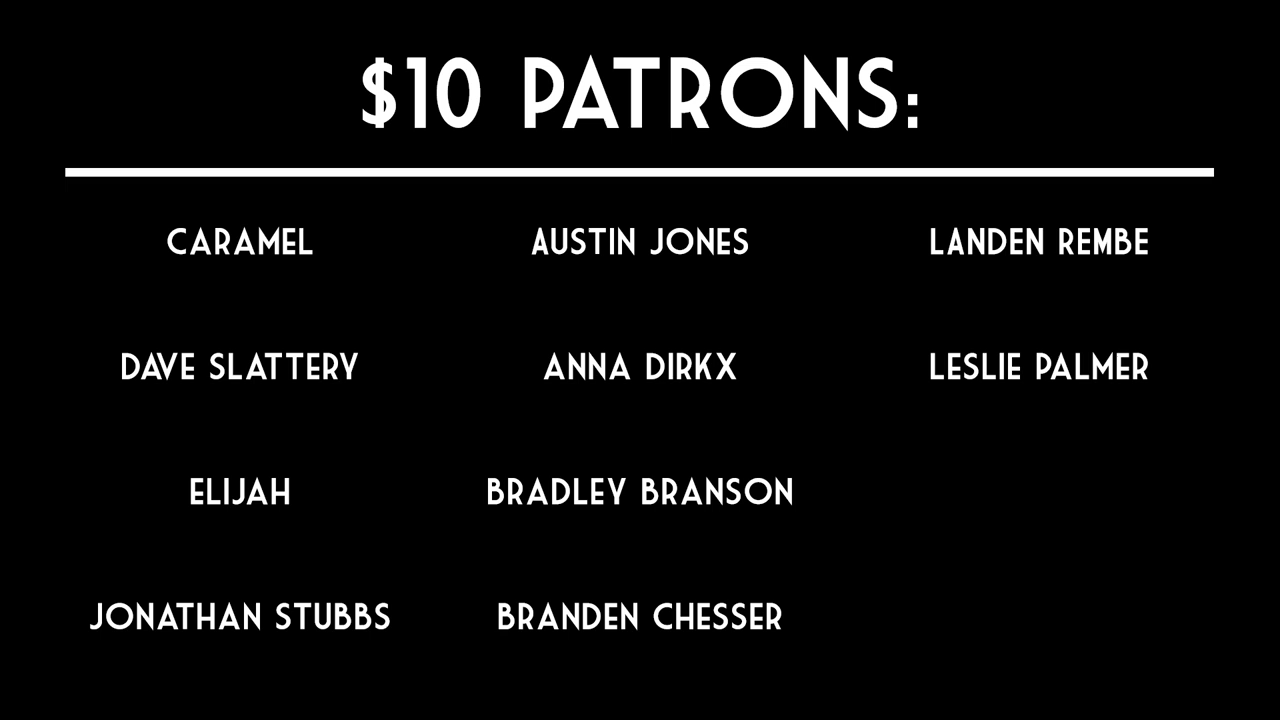 $10 PATRONS:
CARAMEL
AUSTIN JONES
LANDEN REMBE
DAVE SLATTERY
ANNA DIRKX
LESLIE PALMER
ELIJAH
BRADLEY BRANSON
JONATHAN STUBBS
BRANDEN CHESSER